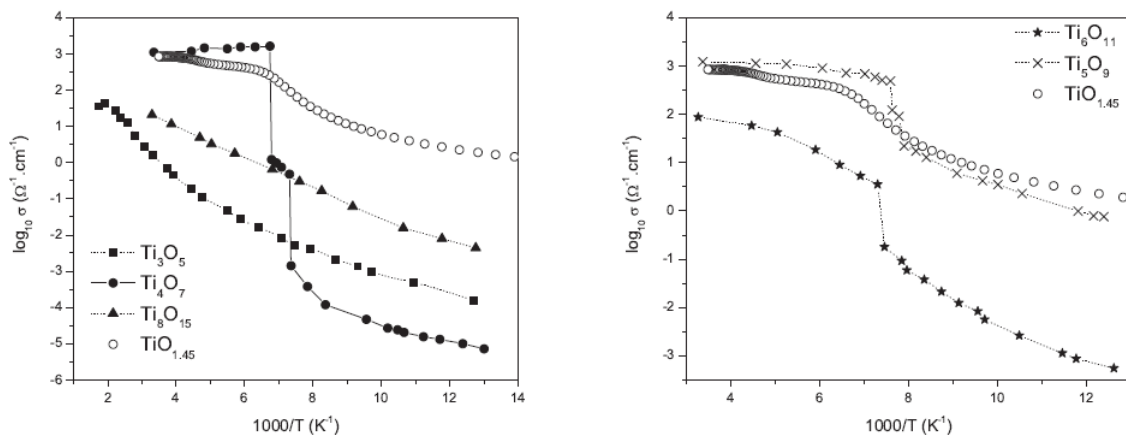 4
3
2
1
0
-1
-2
-3
-4
-5
-6
log₁₀ σ (Ω⁻¹.cm⁻¹)
Ti₃O₅
Ti₄O₇
Ti₈O₁₅
TiO₁.₄₅
2 4 6 8 10 12 14
1000/T (K⁻¹)
4
3
2
1
0
-1
-2
-3
log₁₀ σ (Ω⁻¹.cm⁻¹)
Ti₆O₁₁
Ti₅O₉
TiO₁.₄₅
4 6 8 10 12
1000/T (K⁻¹)